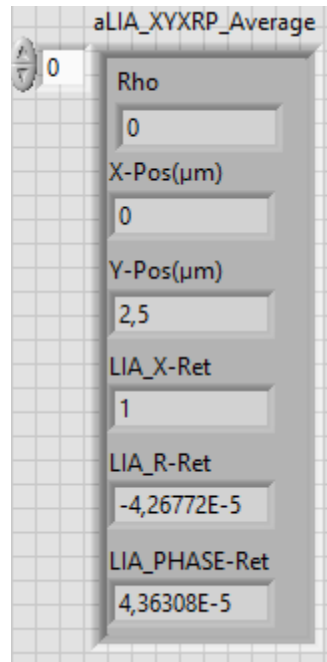 aLIA_XYXRP_Average
0
Rho
0
X-Pos(µm)
0
Y-Pos(µm)
2,5
LIA_X-Ret
1
LIA_R-Ret
-4,26772E-5
LIA_PHASE-Ret
4,36308E-5